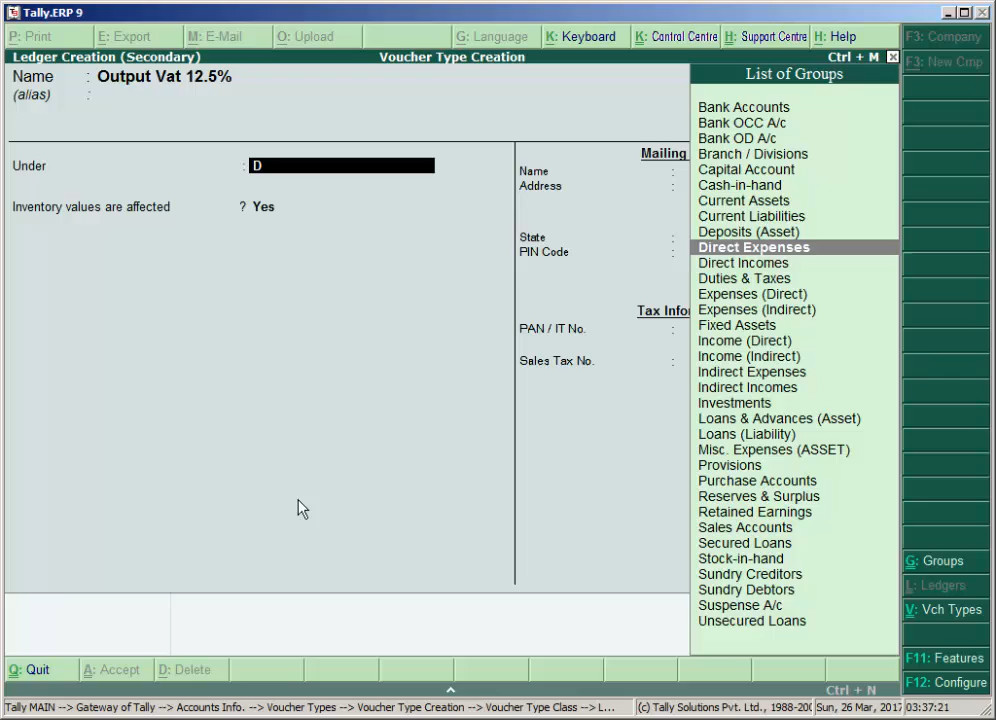 Tally.ERP 9
P: Print E: Export M: E-Mail O: Upload G: Language K: Keyboard K: Control Centre H: Support Centre H: Help F3: Company
Ledger Creation (Secondary) Voucher Type Creation Ctrl + M
F3: New Cmp
Name : Output Vat 12.5%
(alias) :
List of Groups
Bank Accounts
Bank OCC A/c
Bank OD A/c
Branch / Divisions
Capital Account
Cash-in-hand
Current Assets
Current Liabilities
Deposits (Asset)
Direct Expenses
Direct Incomes
Duties & Taxes
Expenses (Direct)
Expenses (Indirect)
Fixed Assets
Income (Direct)
Income (Indirect)
Indirect Expenses
Indirect Incomes
Investments
Loans & Advances (Asset)
Loans (Liability)
Misc. Expenses (ASSET)
Provisions
Purchase Accounts
Reserves & Surplus
Retained Earnings
Sales Accounts
Secured Loans
Stock-in-hand
Sundry Creditors
Sundry Debtors
Suspense A/c
Unsecured Loans
Under : D
Inventory values are affected ? Yes
Mailing
Name :
Address :
State :
PIN Code :
Tax Infor
PAN / IT No. :
Sales Tax No. :
G: Groups
L: Ledgers
V: Vch Types
F11: Features
F12: Configure
Q: Quit A: Accept D: Delete
Ctrl + N
Tally MAIN --> Gateway of Tally --> Accounts Info. --> Voucher Types --> Voucher Type Creation --> Voucher Type Class --> L... (c) Tally Solutions Pvt. Ltd., 1988-200 Sun, 26 Mar, 2017 03:37:21